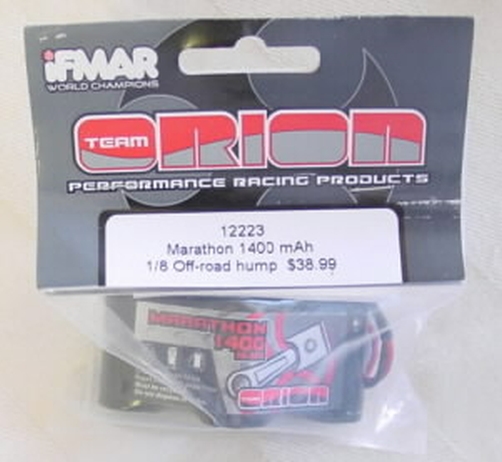 iFMAR
WORLD CHAMPIONS
TEAM ORION
PERFORMANCE RACING PRODUCTS
12223
Marathon 1400 mAh
1/8 Off-road hump $38.99
MARATHON
1400
TEAM ORION